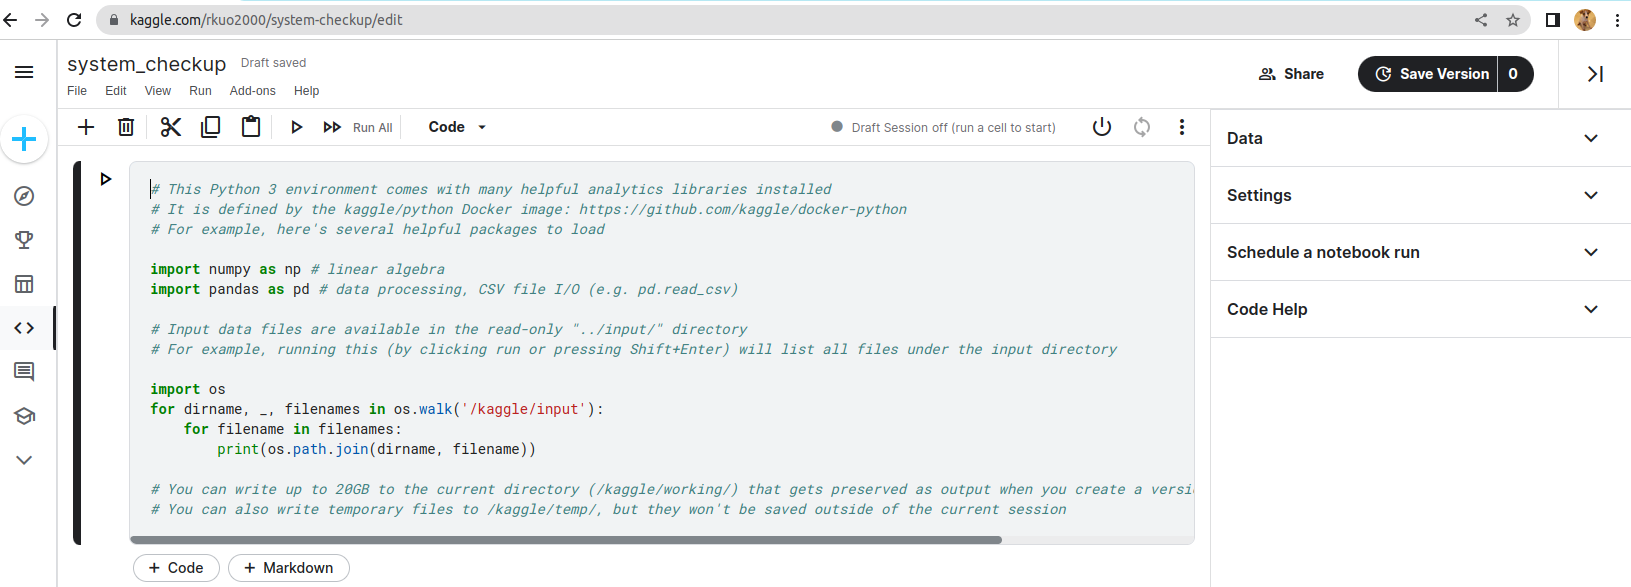 kaggle.com/rkuo2000/system-checkup/edit
system_checkup Draft saved
File Edit View Run Add-ons Help
Share
Save Version 0
Run All
Code
Draft Session off (run a cell to start)
# This Python 3 environment comes with many helpful analytics libraries installed
# It is defined by the kaggle/python Docker image: https://github.com/kaggle/docker-python
# For example, here's several helpful packages to load
import numpy as np # linear algebra
import pandas as pd # data processing, CSV file I/O (e.g. pd.read_csv)
# Input data files are available in the read-only "../input/" directory
# For example, running this (by clicking run or pressing Shift+Enter) will list all files under the input directory
import os
for dirname, _, filenames in os.walk('/kaggle/input'):
    for filename in filenames:
        print(os.path.join(dirname, filename))
# You can write up to 20GB to the current directory (/kaggle/working/) that gets preserved as output when you create a versi
# You can also write temporary files to /kaggle/temp/, but they won't be saved outside of the current session
+ Code
+ Markdown
Data
Settings
Schedule a notebook run
Code Help